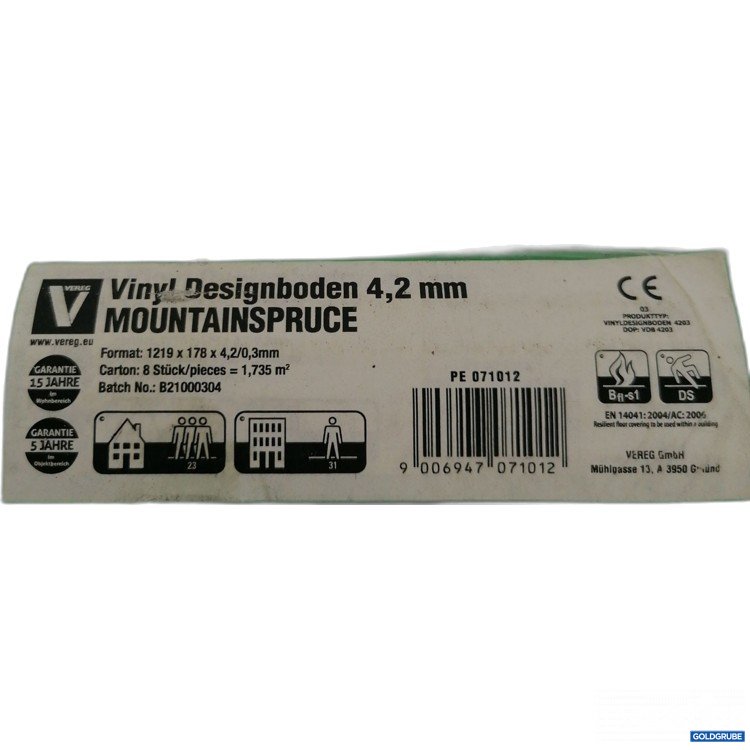 VEREG
V
www.vereg.eu
Vinyl Designboden 4,2 mm
MOUNTAINSPRUCE
Format: 1219 x 178 x 4,2/0,3mm
Carton: 8 Stück/pieces = 1,735 m²
Batch No.: B21000304
GARANTIE
15 JAHRE
im
Wohnbereich
GARANTIE
5 JAHRE
im
Objektbereich
23
31
PE 071012
9 006947 071012
CE
03
PRODUKTTYP:
VINYLDESIGNBODEN 4203
DOP: VDB 4203
Bfl-s1
DS
EN 14041: 2004/AC: 2006
Resilient floor covering to be used within a building
VEREG GmbH
Mühlgasse 13, A 3950 Gmünd
GOLDGRUBE